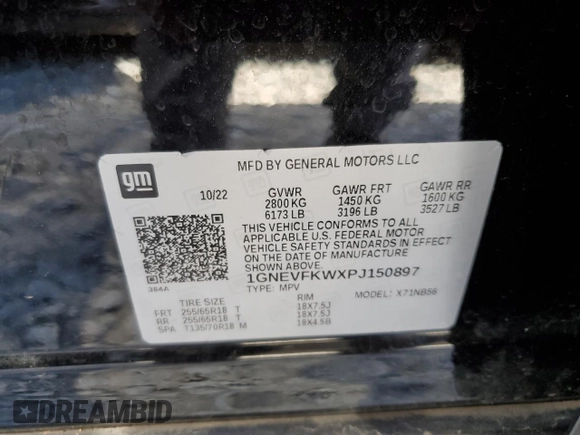 gm
MFD BY GENERAL MOTORS LLC
10/22 GVWR GAWR FRT GAWR RR
2800 KG 1450 KG 1600 KG
6173 LB 3196 LB 3527 LB
THIS VEHICLE CONFORMS TO ALL
APPLICABLE U.S. FEDERAL MOTOR
VEHICLE SAFETY STANDARDS IN EFFECT
ON THE DATE OF MANUFACTURE
SHOWN ABOVE.
1GNEVFKWXPJ150897
384A
TYPE: MPV MODEL: X71NB56
TIRE SIZE RIM
FRT 255/65R18 T 18X7.5J
RR 255/65R18 T 18X7.5J
SPA T135/70R18 M 18X4.5B
DREAMBID